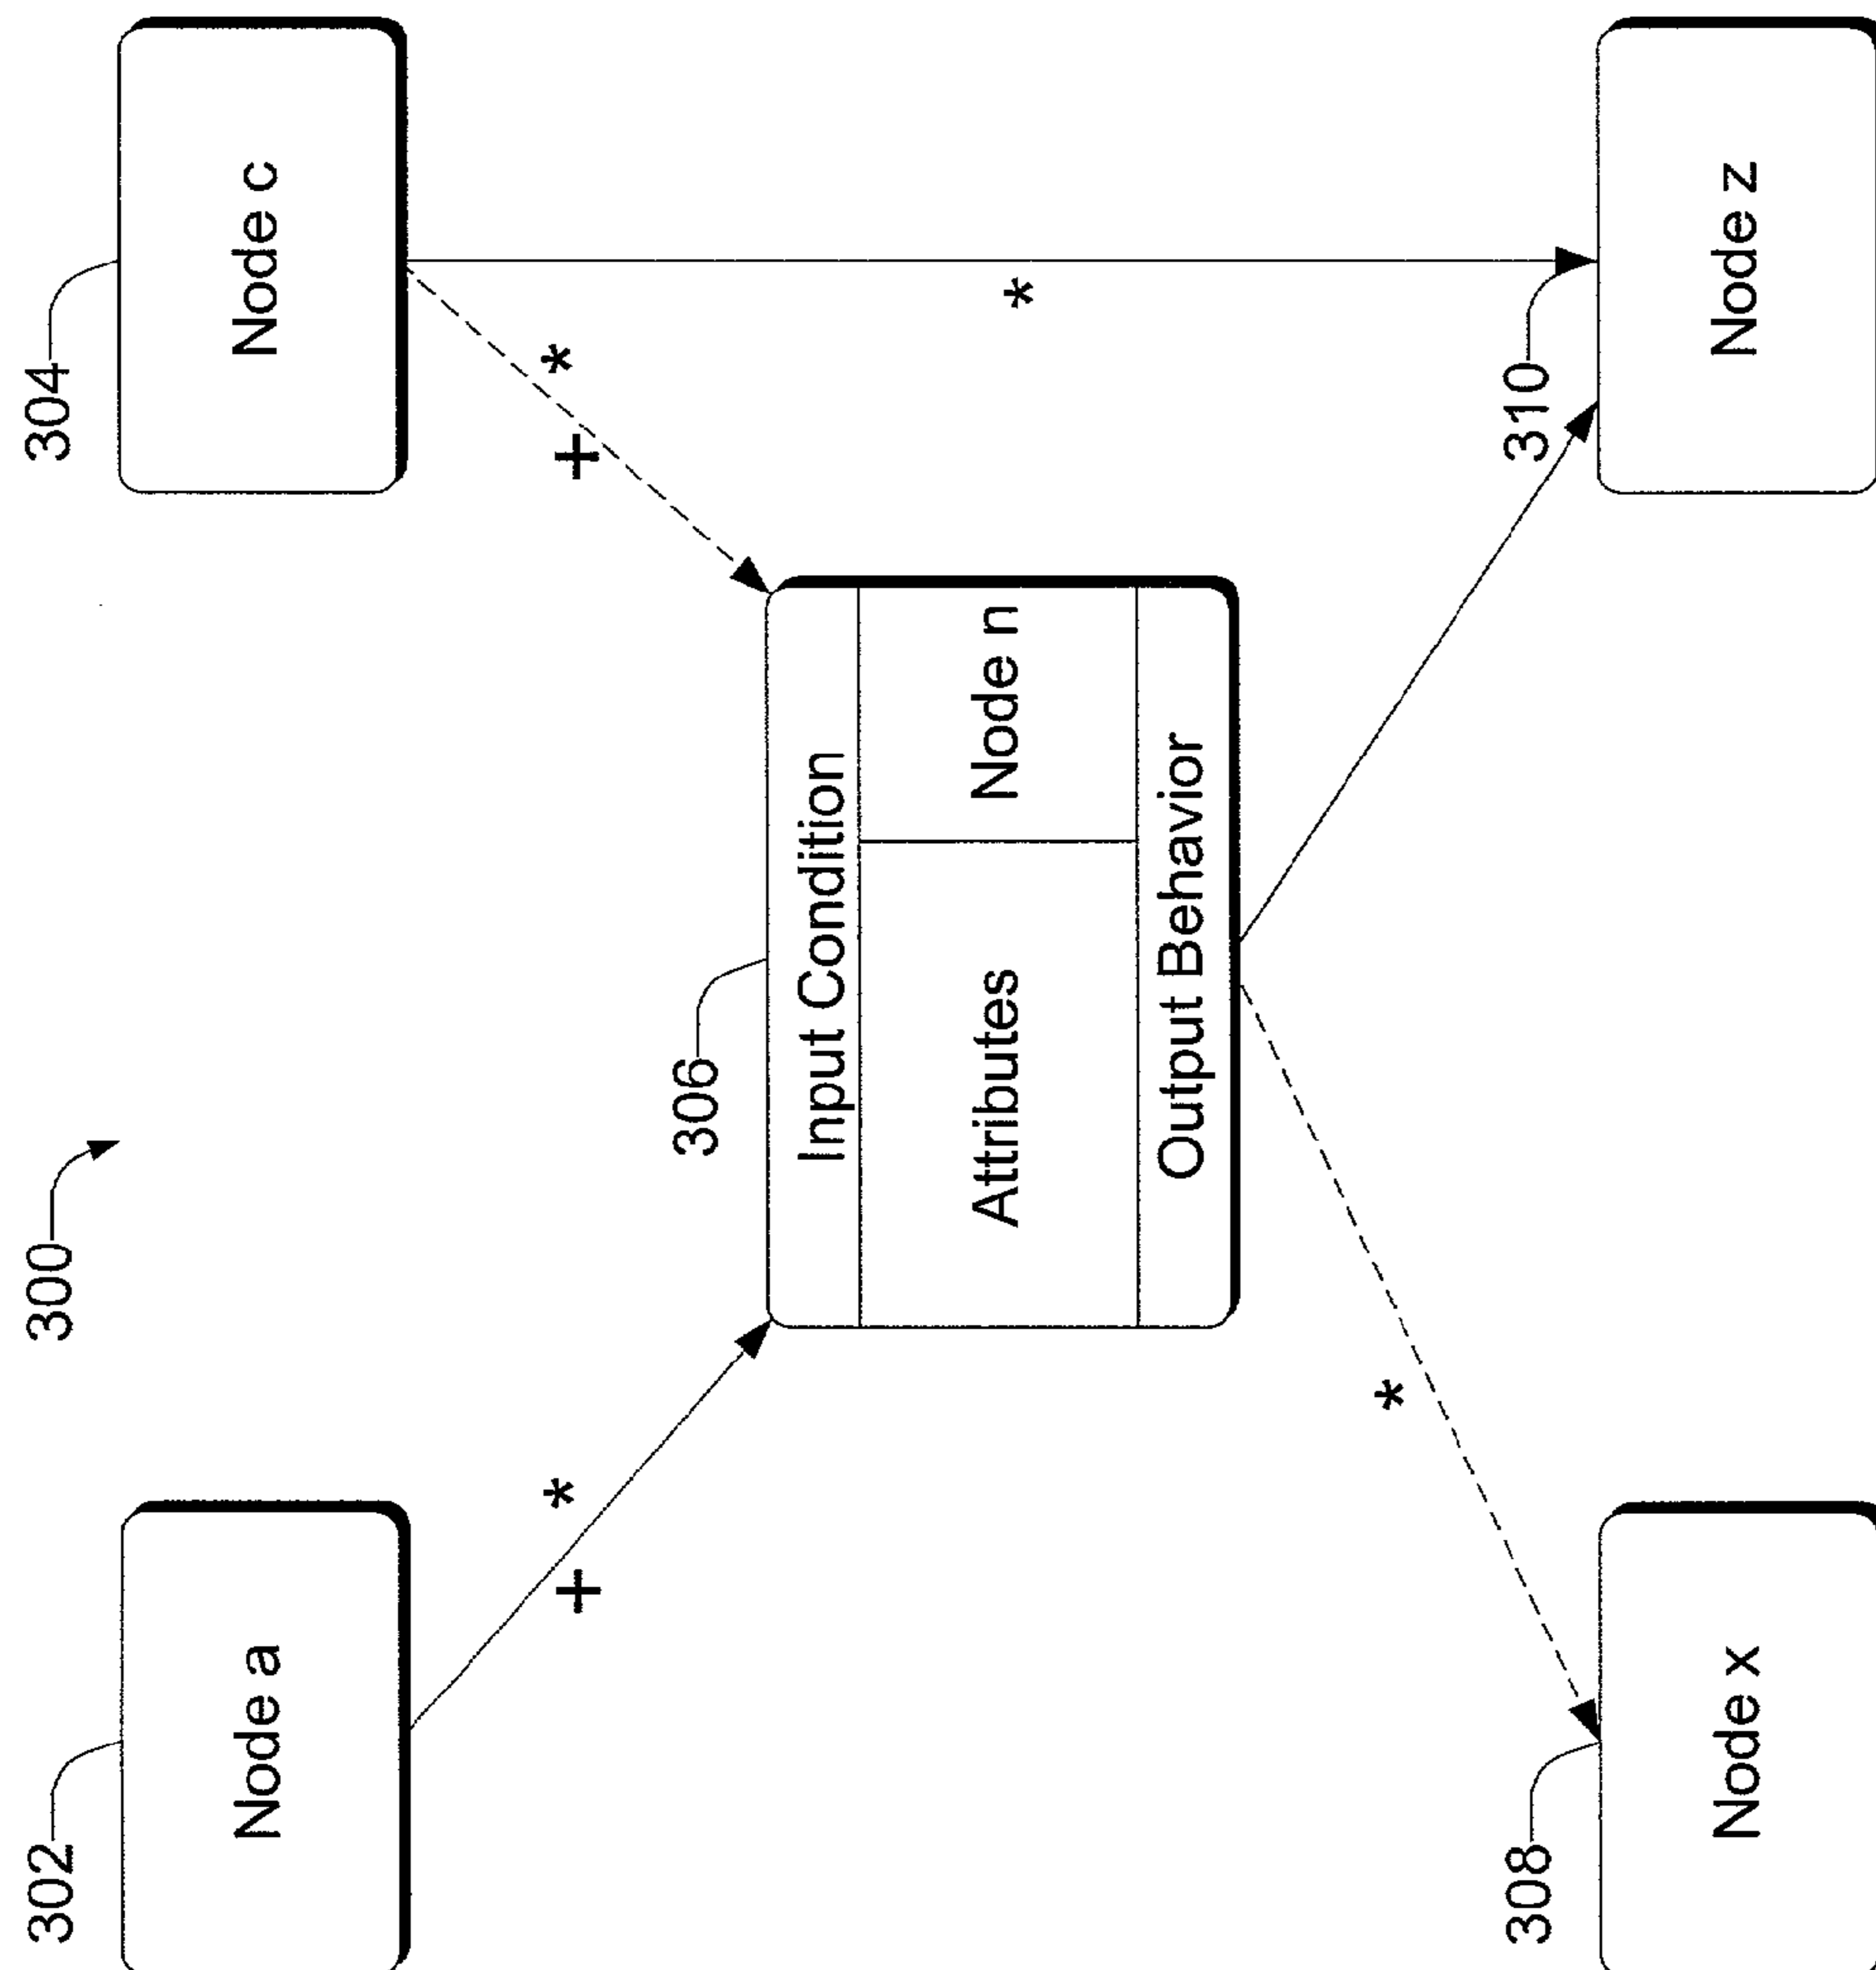 302
300
304
Node a
Node c
+ *
+ *
306
Input Condition
Attributes
Node n
*
Output Behavior
*
308
310
Node x
Node z